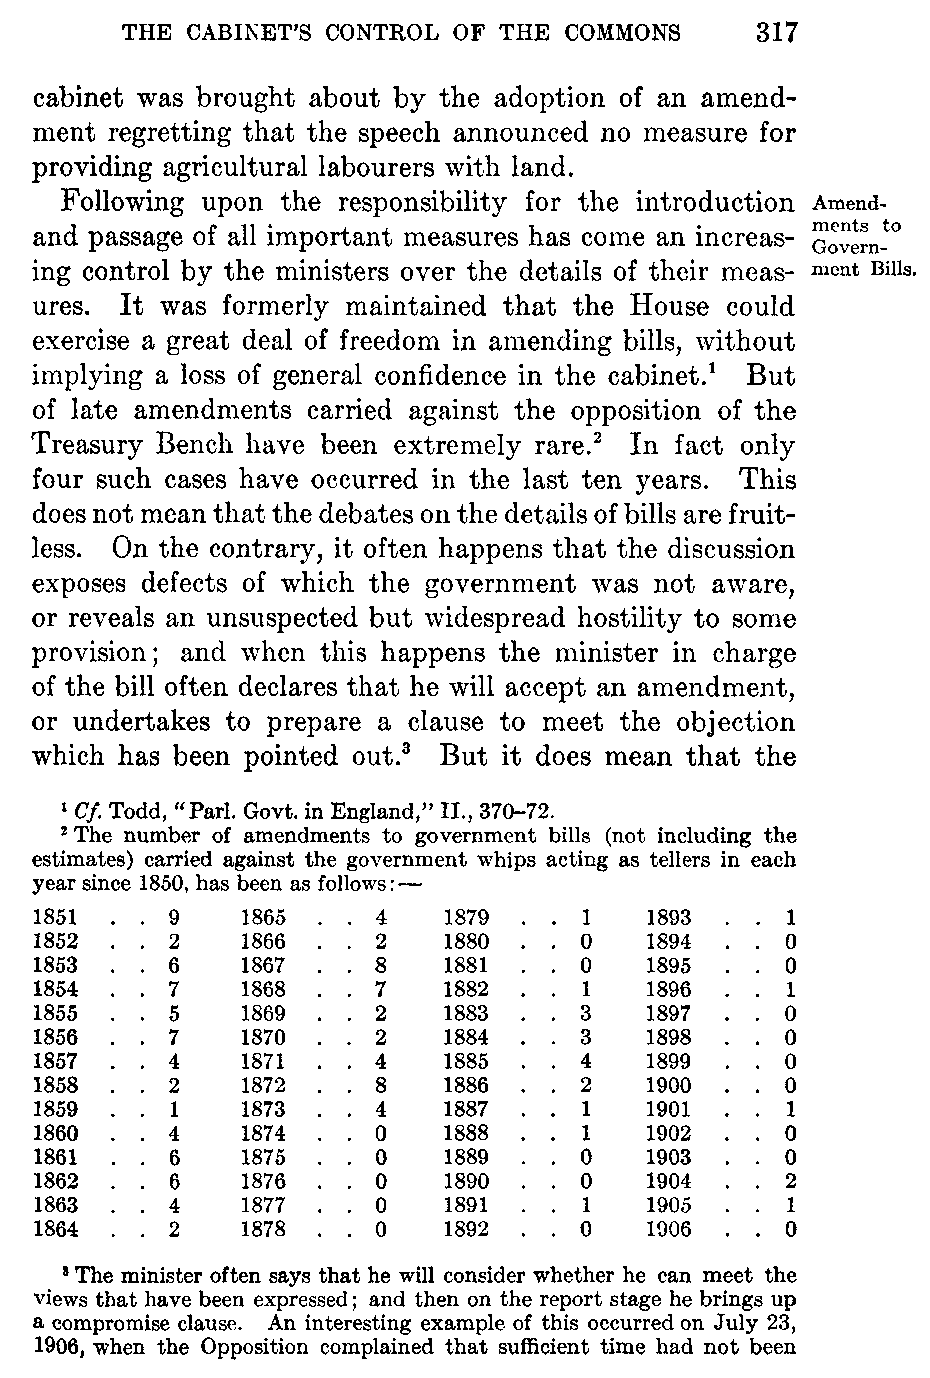 THE CABINET'S CONTROL OF THE COMMONS 317
cabinet was brought about by the adoption of an amend-
ment regretting that the speech announced no measure for
providing agricultural labourers with land.
Following upon the responsibility for the introduction
and passage of all important measures has come an increas-
ing control by the ministers over the details of their meas-
ures. It was formerly maintained that the House could
exercise a great deal of freedom in amending bills, without
implying a loss of general confidence in the cabinet.¹ But
of late amendments carried against the opposition of the
Treasury Bench have been extremely rare.² In fact only
four such cases have occurred in the last ten years. This
does not mean that the debates on the details of bills are fruit-
less. On the contrary, it often happens that the discussion
exposes defects of which the government was not aware,
or reveals an unsuspected but widespread hostility to some
provision; and when this happens the minister in charge
of the bill often declares that he will accept an amendment,
or undertakes to prepare a clause to meet the objection
which has been pointed out.³ But it does mean that the
Amend-
ments to
Govern-
ment Bills.
¹ Cf. Todd, "Parl. Govt. in England," II., 370–72.
² The number of amendments to government bills (not including the
estimates) carried against the government whips acting as tellers in each
year since 1850, has been as follows:—
1851 . . 9 1865 . . 4 1879 . . 1 1893 . . 1
1852 . . 2 1866 . . 2 1880 . . 0 1894 . . 0
1853 . . 6 1867 . . 8 1881 . . 0 1895 . . 0
1854 . . 7 1868 . . 7 1882 . . 1 1896 . . 1
1855 . . 5 1869 . . 2 1883 . . 3 1897 . . 0
1856 . . 7 1870 . . 2 1884 . . 3 1898 . . 0
1857 . . 4 1871 . . 4 1885 . . 4 1899 . . 0
1858 . . 2 1872 . . 8 1886 . . 2 1900 . . 0
1859 . . 1 1873 . . 4 1887 . . 1 1901 . . 1
1860 . . 4 1874 . . 0 1888 . . 1 1902 . . 0
1861 . . 6 1875 . . 0 1889 . . 0 1903 . . 0
1862 . . 6 1876 . . 0 1890 . . 0 1904 . . 2
1863 . . 4 1877 . . 0 1891 . . 1 1905 . . 1
1864 . . 2 1878 . . 0 1892 . . 0 1906 . . 0
³ The minister often says that he will consider whether he can meet the
views that have been expressed; and then on the report stage he brings up
a compromise clause. An interesting example of this occurred on July 23,
1906, when the Opposition complained that sufficient time had not been